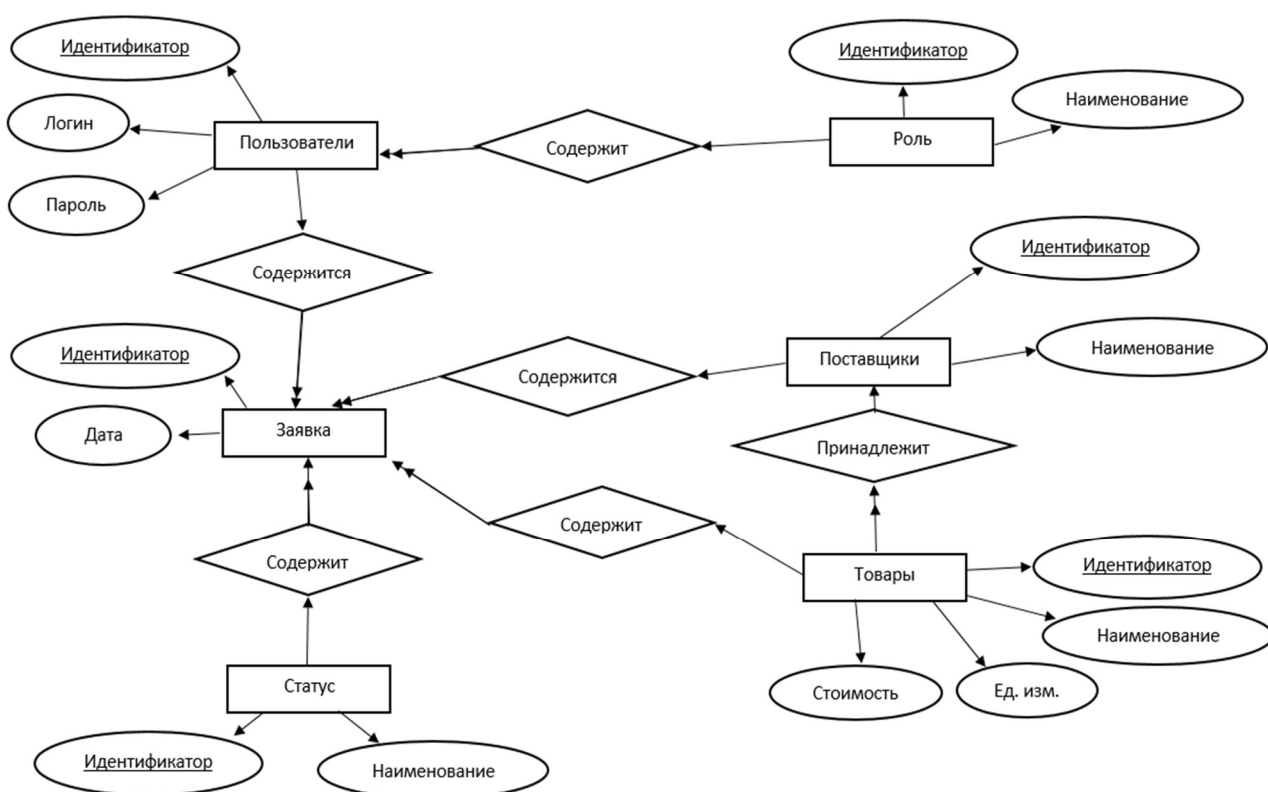 Идентификатор
Идентификатор
Наименование
Логин
Пользователи
Содержит
Роль
Пароль
Содержится
Идентификатор
Идентификатор
Содержится
Поставщики
Наименование
Дата
Заявка
Принадлежит
Содержит
Содержит
Товары
Идентификатор
Наименование
Статус
Стоимость
Ед. изм.
Идентификатор
Наименование